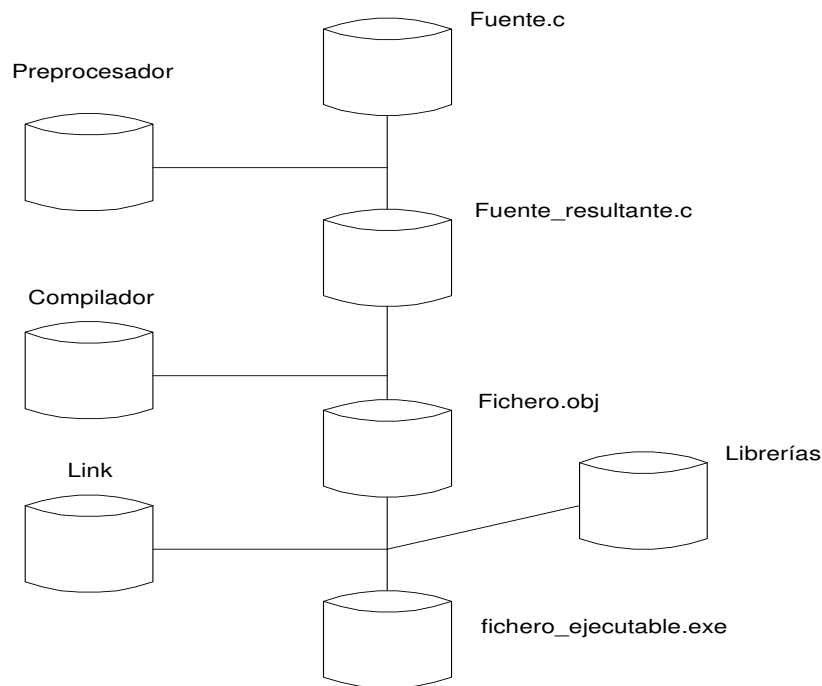 Fuente.c
Preprocesador
Fuente_resultante.c
Compilador
Fichero.obj
Librerías
Link
fichero_ejecutable.exe